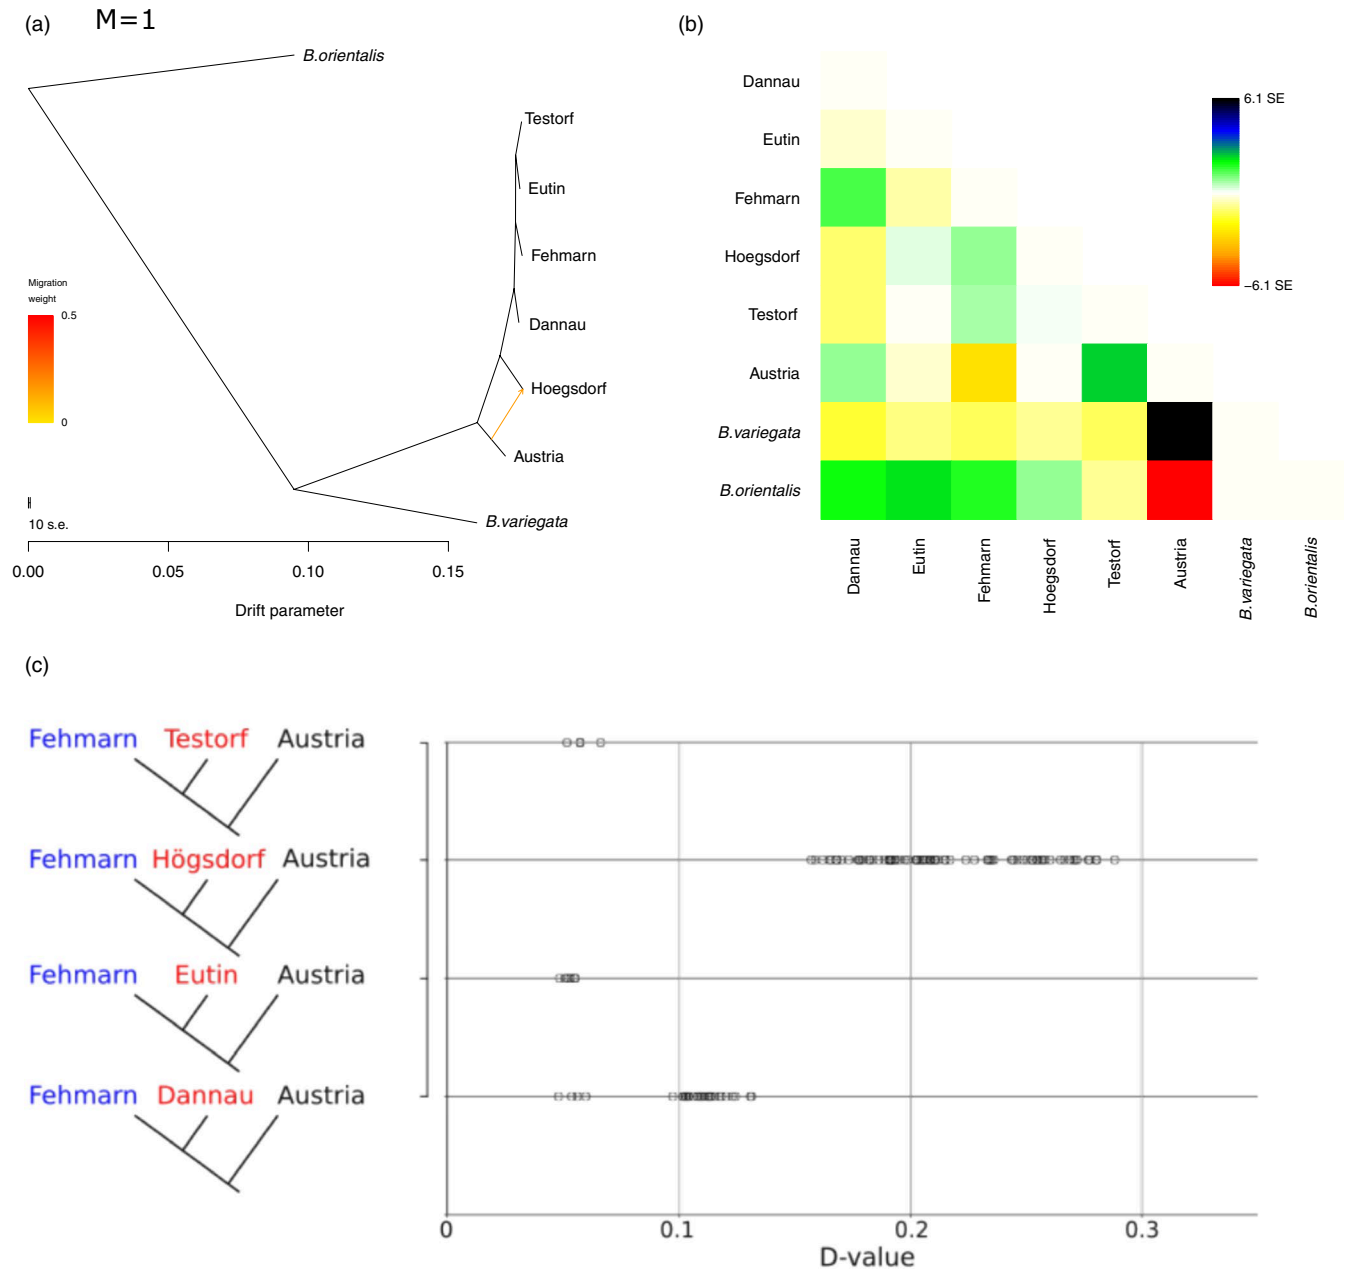 (a)
M=1
B.orientalis
Testorf
Eutin
Fehmarn
Dannau
Hoegsdorf
Austria
B.variegata
Migration
weight
0.5
0
10 s.e.
0.00 0.05 0.10 0.15
Drift parameter
(b)
Dannau
Eutin
Fehmarn
Hoegsdorf
Testorf
Austria
B.variegata
B.orientalis
6.1 SE
−6.1 SE
Dannau
Eutin
Fehmarn
Hoegsdorf
Testorf
Austria
B.variegata
B.orientalis
(c)
Fehmarn Testorf Austria
Fehmarn Högsdorf Austria
Fehmarn Eutin Austria
Fehmarn Dannau Austria
0 0.1 0.2 0.3
D-value